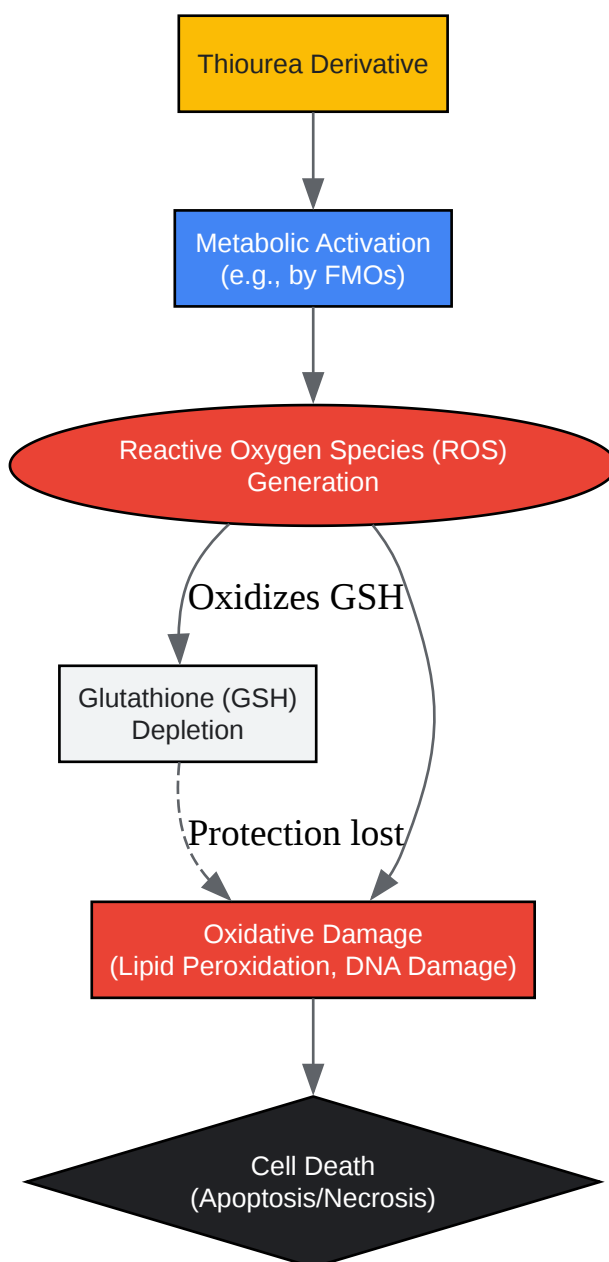 Thiourea Derivative
Metabolic Activation
(e.g., by FMOs)
Reactive Oxygen Species (ROS)
Generation
Oxidizes GSH
Glutathione (GSH)
Depletion
Protection lost
Oxidative Damage
(Lipid Peroxidation, DNA Damage)
Cell Death
(Apoptosis/Necrosis)